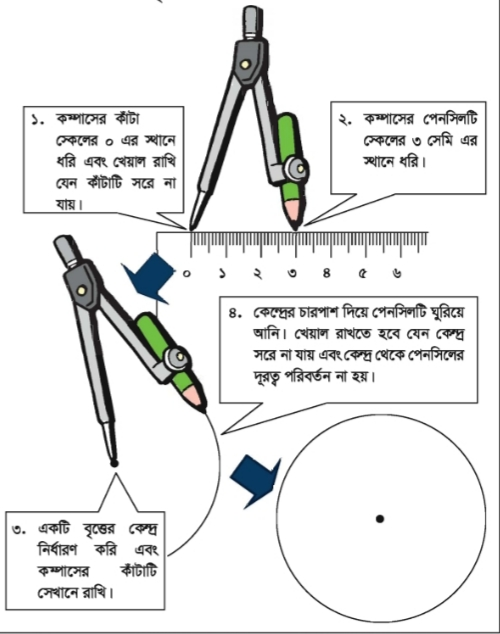 ১. কম্পাসের কাঁটা
স্কেলের ০ এর স্থানে
ধরি এবং খেয়াল রাখি
যেন কাঁটাটি সরে না
যায়।
২. কম্পাসের পেনসিলটি
স্কেলের ৩ সেমি এর
স্থানে ধরি।
০ ১ ২ ৩ ৪ ৫ ৬
৪. কেন্দ্রের চারপাশ দিয়ে পেনসিলটি ঘুরিয়ে
আনি। খেয়াল রাখতে হবে যেন কেন্দ্র
সরে না যায় এবং কেন্দ্র থেকে পেনসিলের
দূরত্ব পরিবর্তন না হয়।
৩. একটি বৃত্তের কেন্দ্র
নির্ধারণ করি এবং
কম্পাসের কাঁটাটি
সেখানে রাখি।